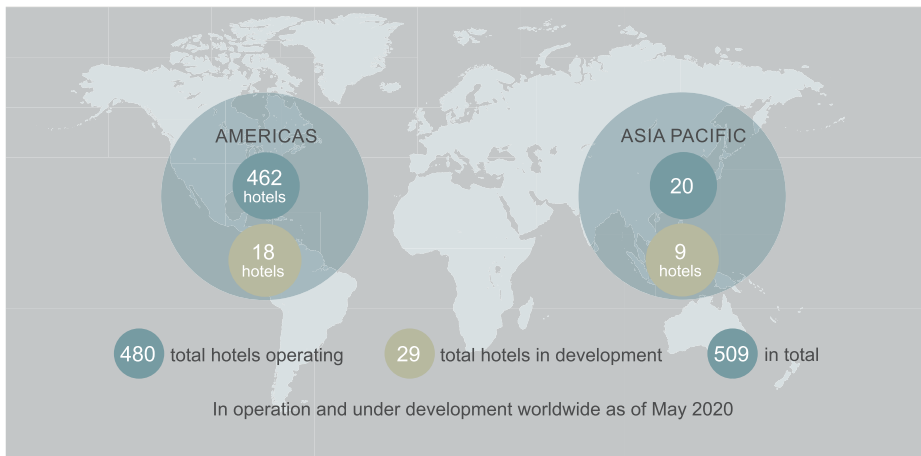 AMERICAS
462
hotels
18
hotels
ASIA PACIFIC
20
9
hotels
480 total hotels operating
29 total hotels in development
509 in total
In operation and under development worldwide as of May 2020